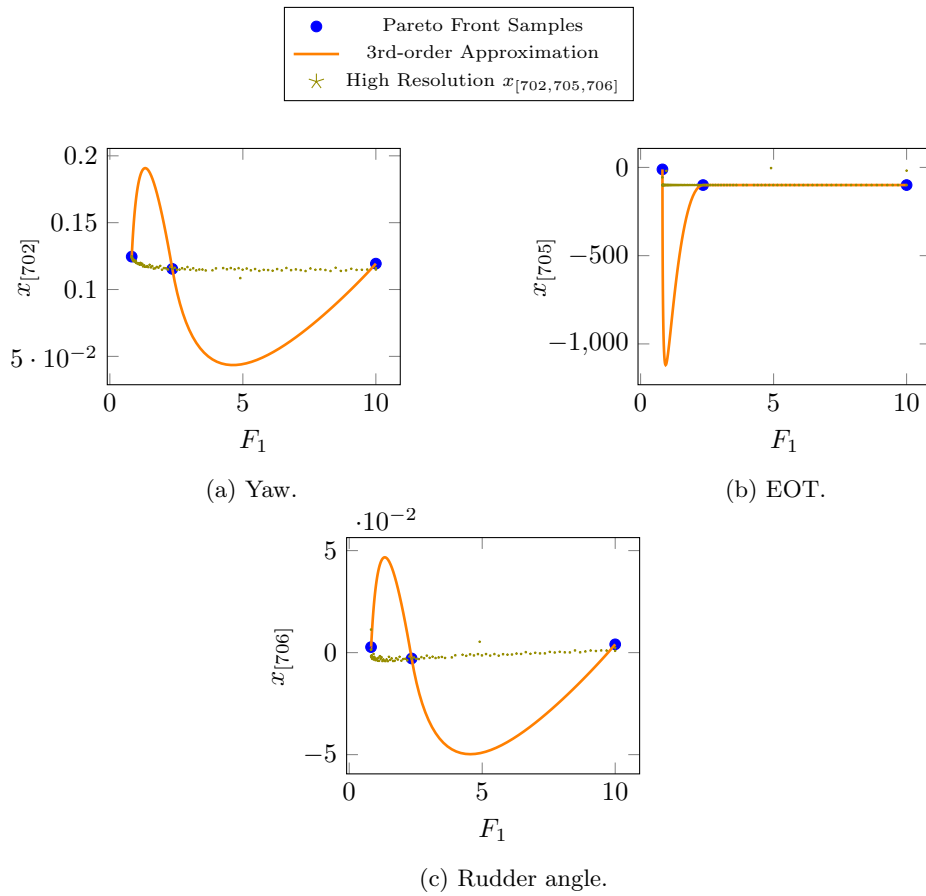 Pareto Front Samples
3rd-order Approximation
High Resolution x[702,705,706]
0.2
0.15
0.1
5 · 10−2
x[702]
0 5 10
F1
(a) Yaw.
0
−500
−1,000
x[705]
0 5 10
F1
(b) EOT.
·10−2
5
0
−5
x[706]
0 5 10
F1
(c) Rudder angle.